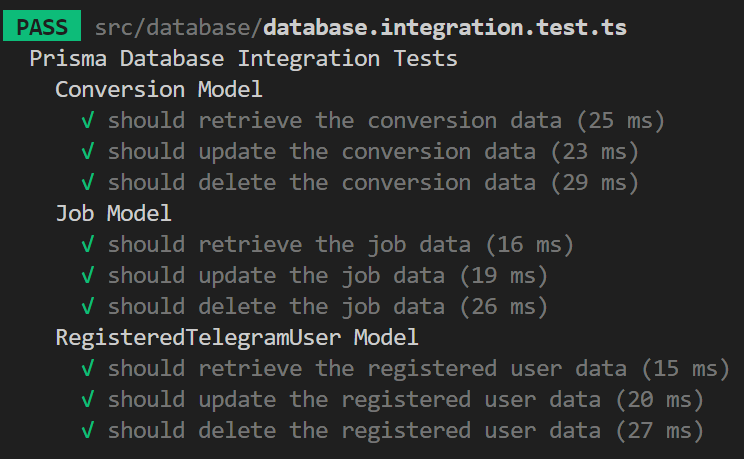 PASS src/database/database.integration.test.ts
Prisma Database Integration Tests
Conversion Model
√ should retrieve the conversion data (25 ms)
√ should update the conversion data (23 ms)
√ should delete the conversion data (29 ms)
Job Model
√ should retrieve the job data (16 ms)
√ should update the job data (19 ms)
√ should delete the job data (26 ms)
RegisteredTelegramUser Model
√ should retrieve the registered user data (15 ms)
√ should update the registered user data (20 ms)
√ should delete the registered user data (27 ms)